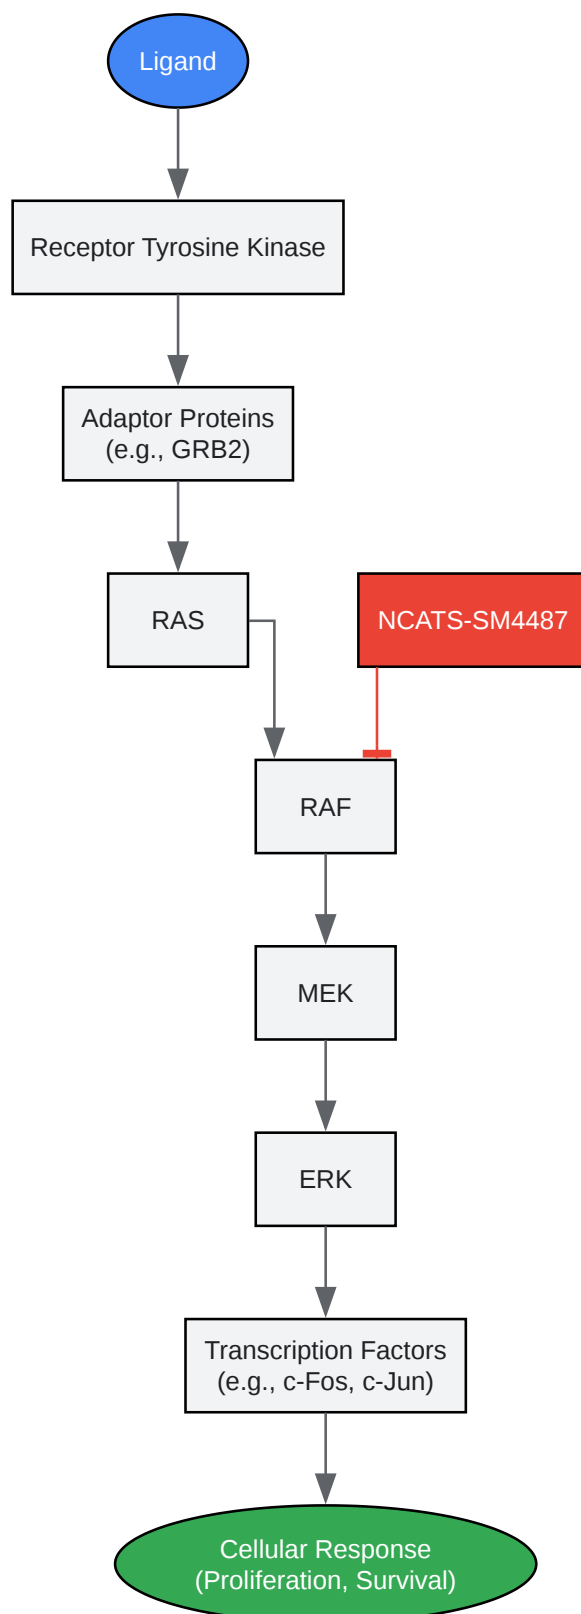 Ligand
Receptor Tyrosine Kinase
Adaptor Proteins
(e.g., GRB2)
RAS
NCATS-SM4487
RAF
MEK
ERK
Transcription Factors
(e.g., c-Fos, c-Jun)
Cellular Response
(Proliferation, Survival)